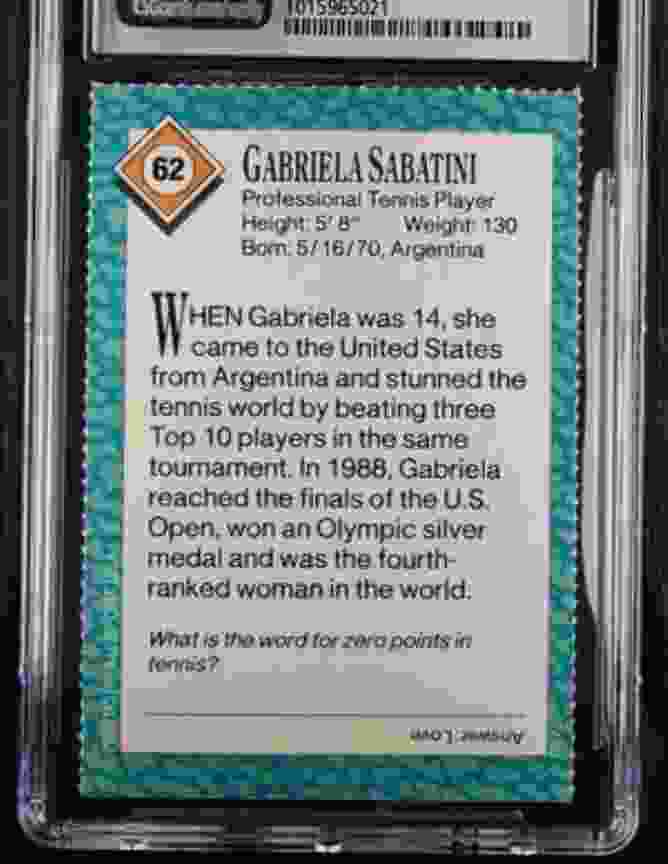 1015965021
62
GABRIELA SABATINI
Professional Tennis Player
Height: 5' 8" Weight: 130
Born: 5/16/70, Argentina
WHEN Gabriela was 14, she
came to the United States
from Argentina and stunned the
tennis world by beating three
Top 10 players in the same
tournament. In 1988, Gabriela
reached the finals of the U.S.
Open, won an Olympic silver
medal and was the fourth-
ranked woman in the world.
What is the word for zero points in
tennis?
Answer: Love